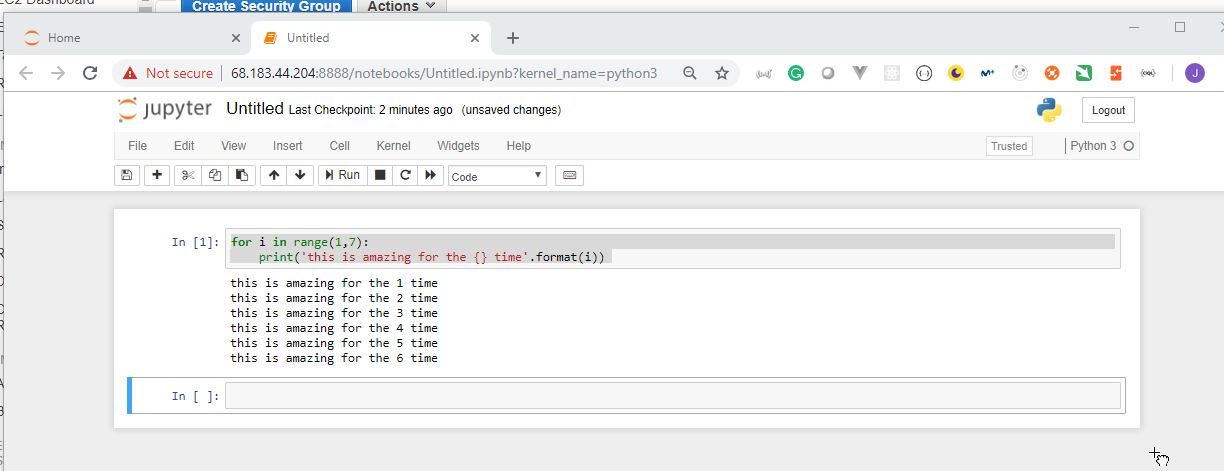 EC2 Dashboard
Create Security Group Actions
Home Untitled
Not secure 68.183.44.204:8888/notebooks/Untitled.ipynb?kernel_name=python3
J
jupyter Untitled Last Checkpoint: 2 minutes ago (unsaved changes)
Logout
File Edit View Insert Cell Kernel Widgets Help
Trusted Python 3
Run Code
In [1]: for i in range(1,7):
print('this is amazing for the {} time'.format(i))
this is amazing for the 1 time
this is amazing for the 2 time
this is amazing for the 3 time
this is amazing for the 4 time
this is amazing for the 5 time
this is amazing for the 6 time
In [ ]: